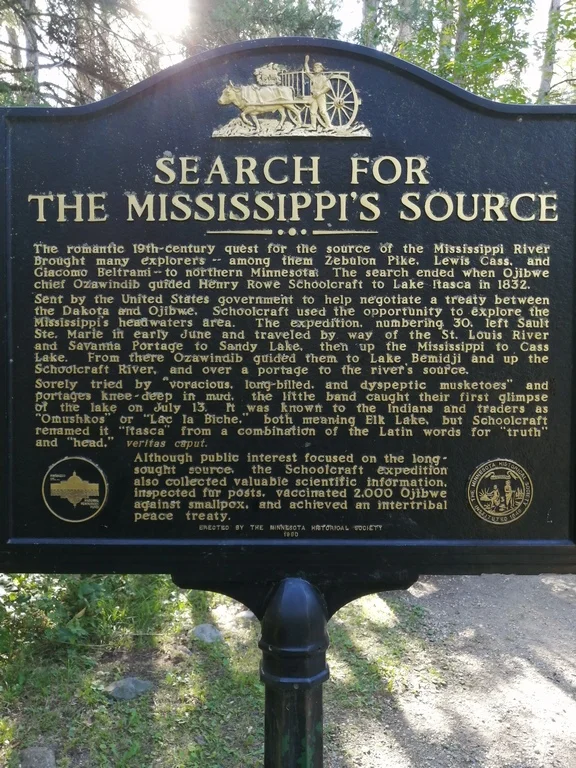 SEARCH FOR
THE MISSISSIPPI'S SOURCE
The romantic 19th-century quest for the source of the Mississippi River
Brought many explorers -- among them Zebulon Pike, Lewis Cass, and
Giacomo Beltrami -- to northern Minnesota. The search ended when Ojibwe
chief Ozawindib guided Henry Rowe Schoolcraft to Lake Itasca in 1832.
Sent by the United States government to help negotiate a treaty between
the Dakota and Ojibwe, Schoolcraft used the opportunity to explore the
Mississippi's headwaters area. The expedition, numbering 30, left Sault
Ste. Marie in early June and traveled by way of the St. Louis River
and Savanna Portage to Sandy Lake, then up the Mississippi to Cass
Lake. From there Ozawindib guided them to Lake Bemidji and up the
Schoolcraft River, and over a portage to the river's source.
Sorely tried by "voracious, long-billed, and dyspeptic musketoes" and
portages knee-deep in mud, the little band caught their first glimpse
of the lake on July 13. It was known to the Indians and traders as
"Omushkos" or "Lac la Biche," both meaning Elk Lake, but Schoolcraft
renamed it "Itasca" from a combination of the Latin words for "truth"
and "head," veritas caput.
Although public interest focused on the long-
sought source, the Schoolcraft expedition
also collected valuable scientific information,
inspected fur posts, vaccinated 2,000 Ojibwe
against smallpox, and achieved an intertribal
peace treaty.
ERECTED BY THE MINNESOTA HISTORICAL SOCIETY
1990